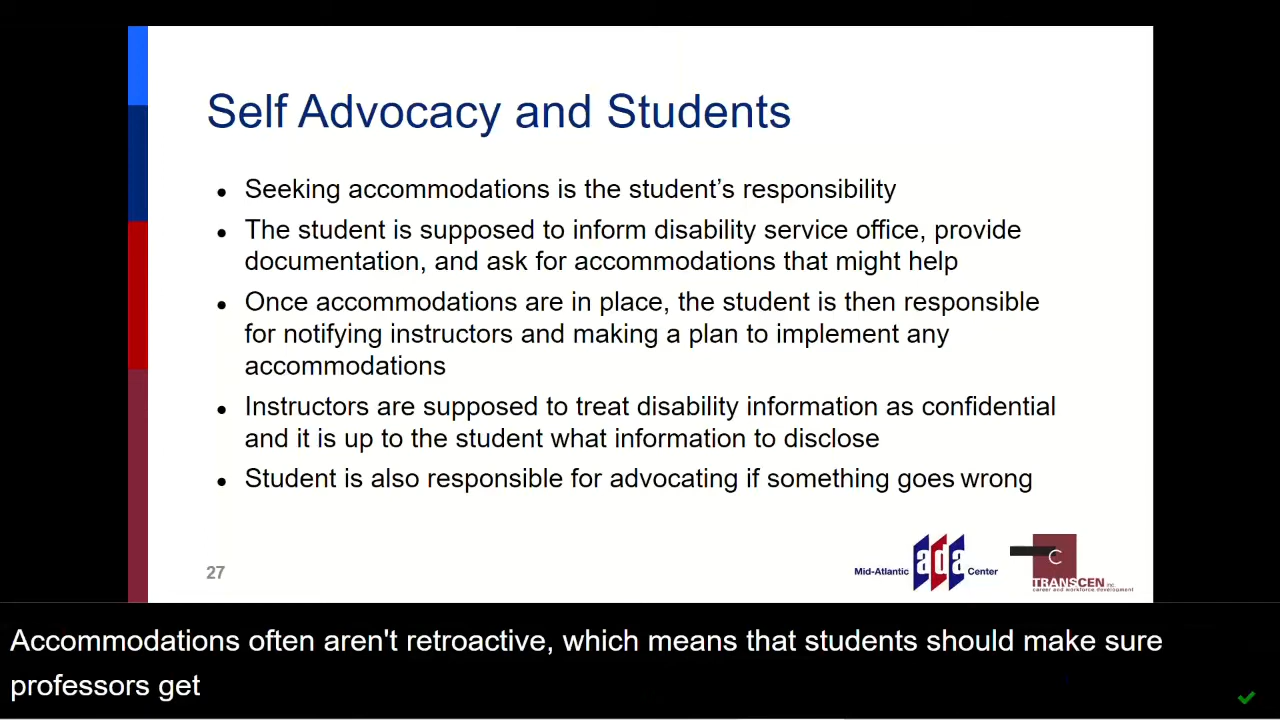 Self Advocacy and Students
● Seeking accommodations is the student’s responsibility
● The student is supposed to inform disability service office, provide
documentation, and ask for accommodations that might help
● Once accommodations are in place, the student is then responsible
for notifying instructors and making a plan to implement any
accommodations
● Instructors are supposed to treat disability information as confidential
and it is up to the student what information to disclose
● Student is also responsible for advocating if something goes wrong
27
Mid-Atlantic ada Center
C
TRANSCEN inc.
career and workforce development
Accommodations often aren't retroactive, which means that students should make sure
professors get